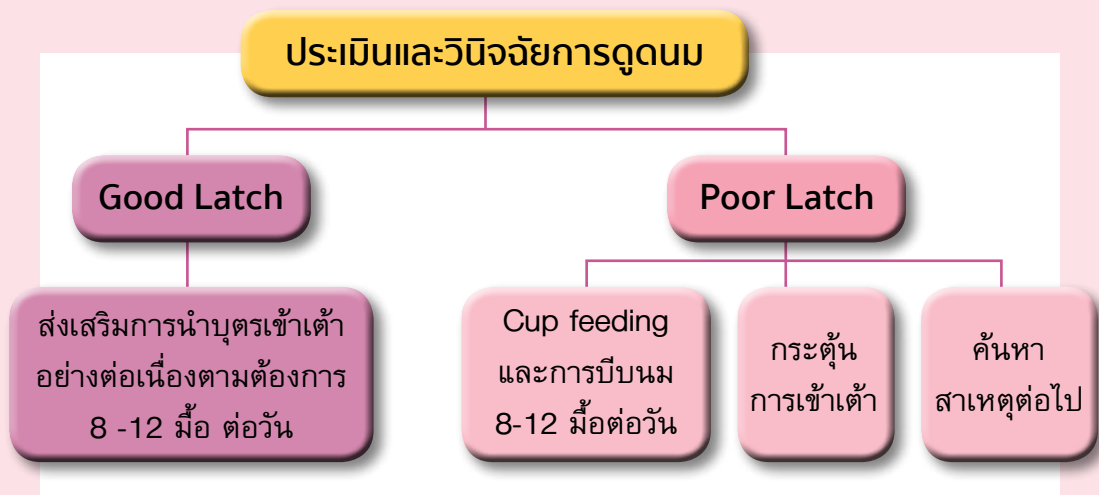 ประเมินและวินิจฉัยการดูดนม
Good Latch
Poor Latch
ส่งเสริมการนำบุตรเข้าเต้า
อย่างต่อเนื่องตามต้องการ
8 -12 มื้อ ต่อวัน
Cup feeding
และการบีบนม
8-12 มื้อต่อวัน
กระตุ้น
การเข้าเต้า
ค้นหา
สาเหตุต่อไป